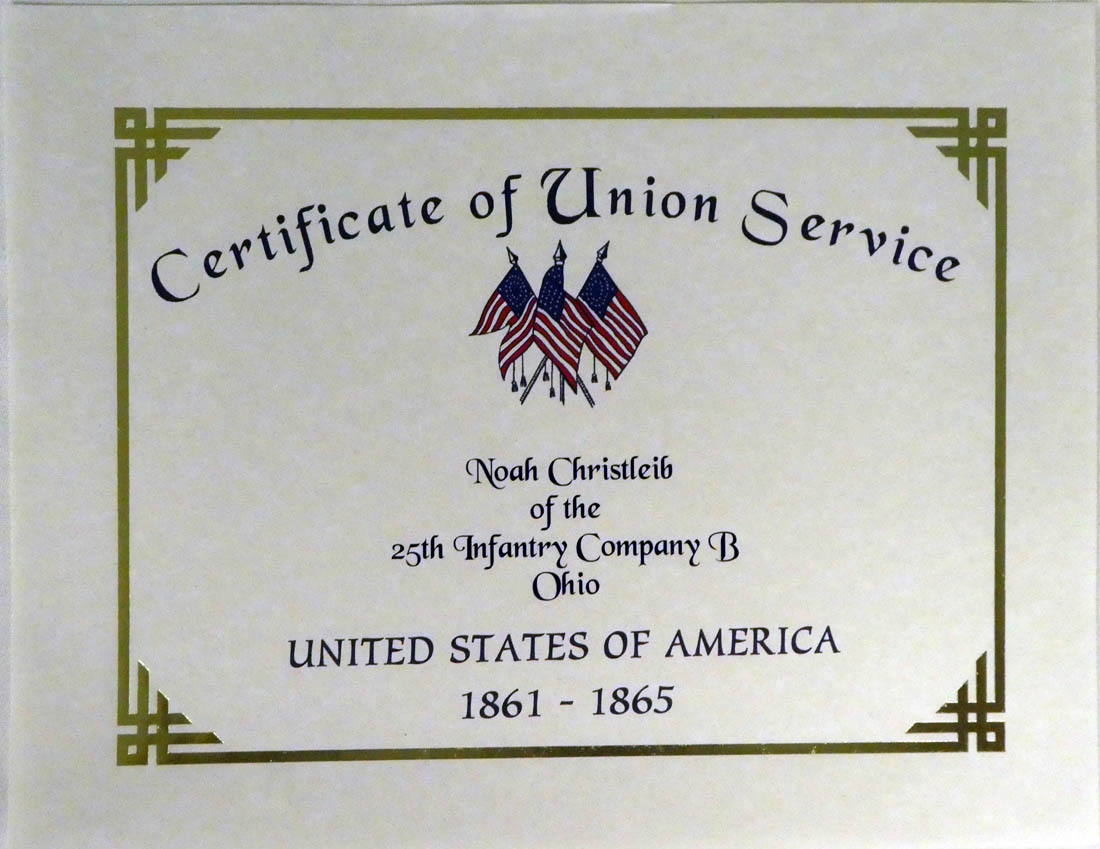 Certificate of Union Service
Noah Christleib
of the
25th Infantry Company B
Ohio
UNITED STATES OF AMERICA
1861 - 1865